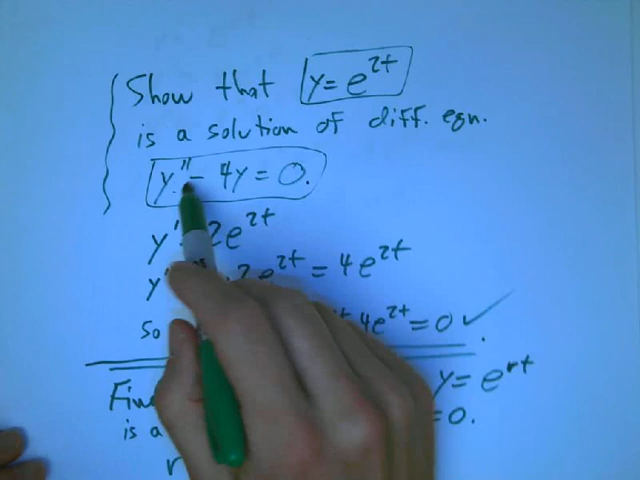 Show that y = e^{2t}
is a solution of diff. eqn.
y'' - 4y = 0.
y' = 2e^{2t}
y' 2e^{2t} = 4e^{2t}
so 4e^{2t} = 0 ✓.
y = e^{rt}
is a = 0.
r